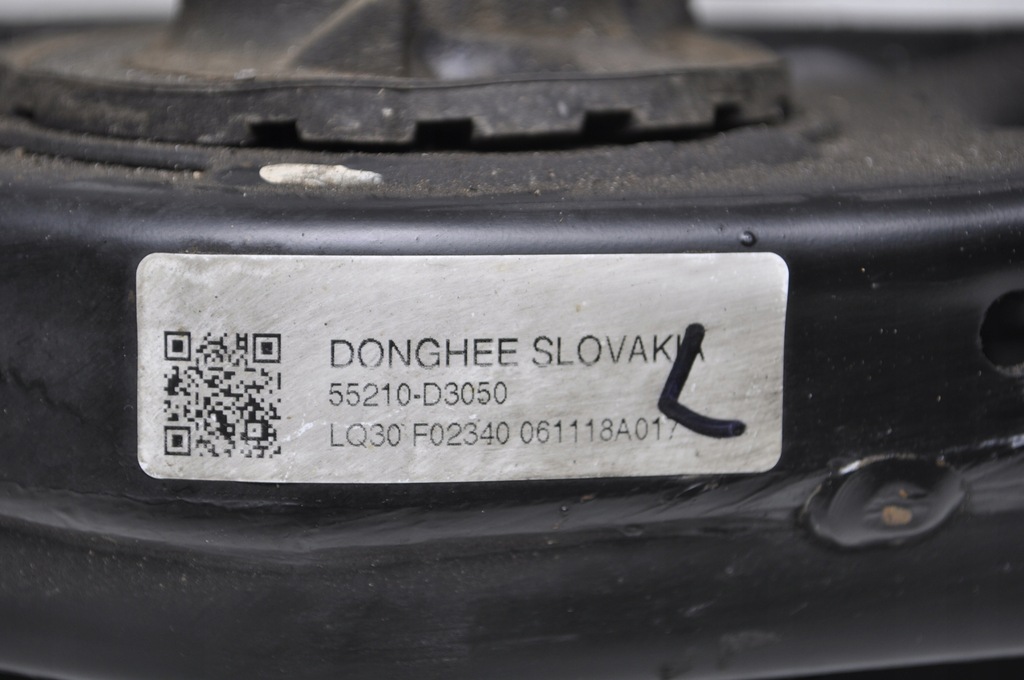 DONGHEE SLOVAKIA
55210-D3050
LQ30 F02340 061118A017
L